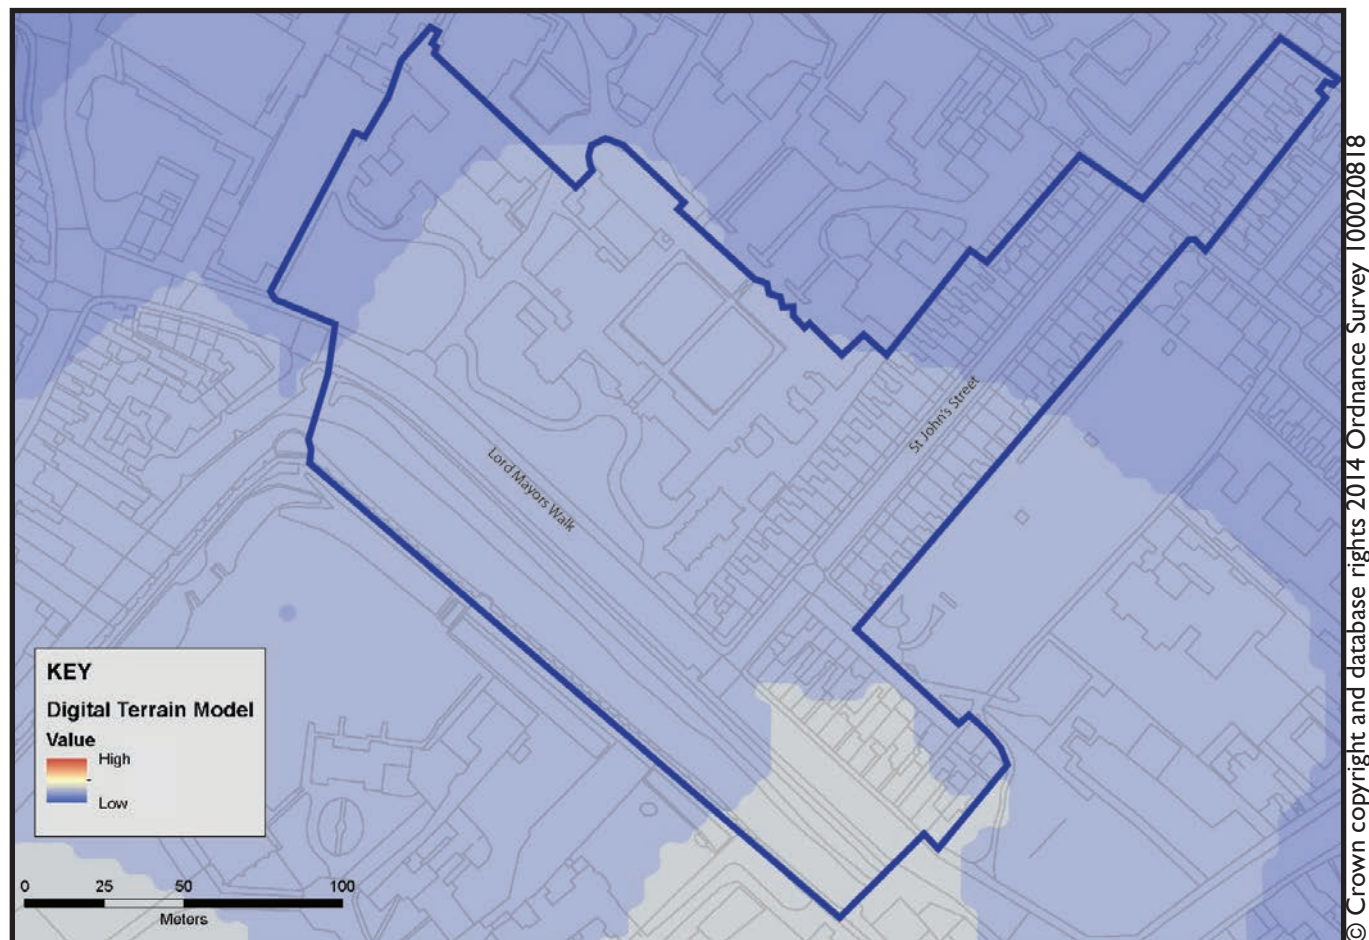 St John's Street
Lord Mayors Walk
KEY
Digital Terrain Model
Value
High
Low
0 25 50 100
Meters
© Crown copyright and database rights 2014 Ordnance Survey 100020818